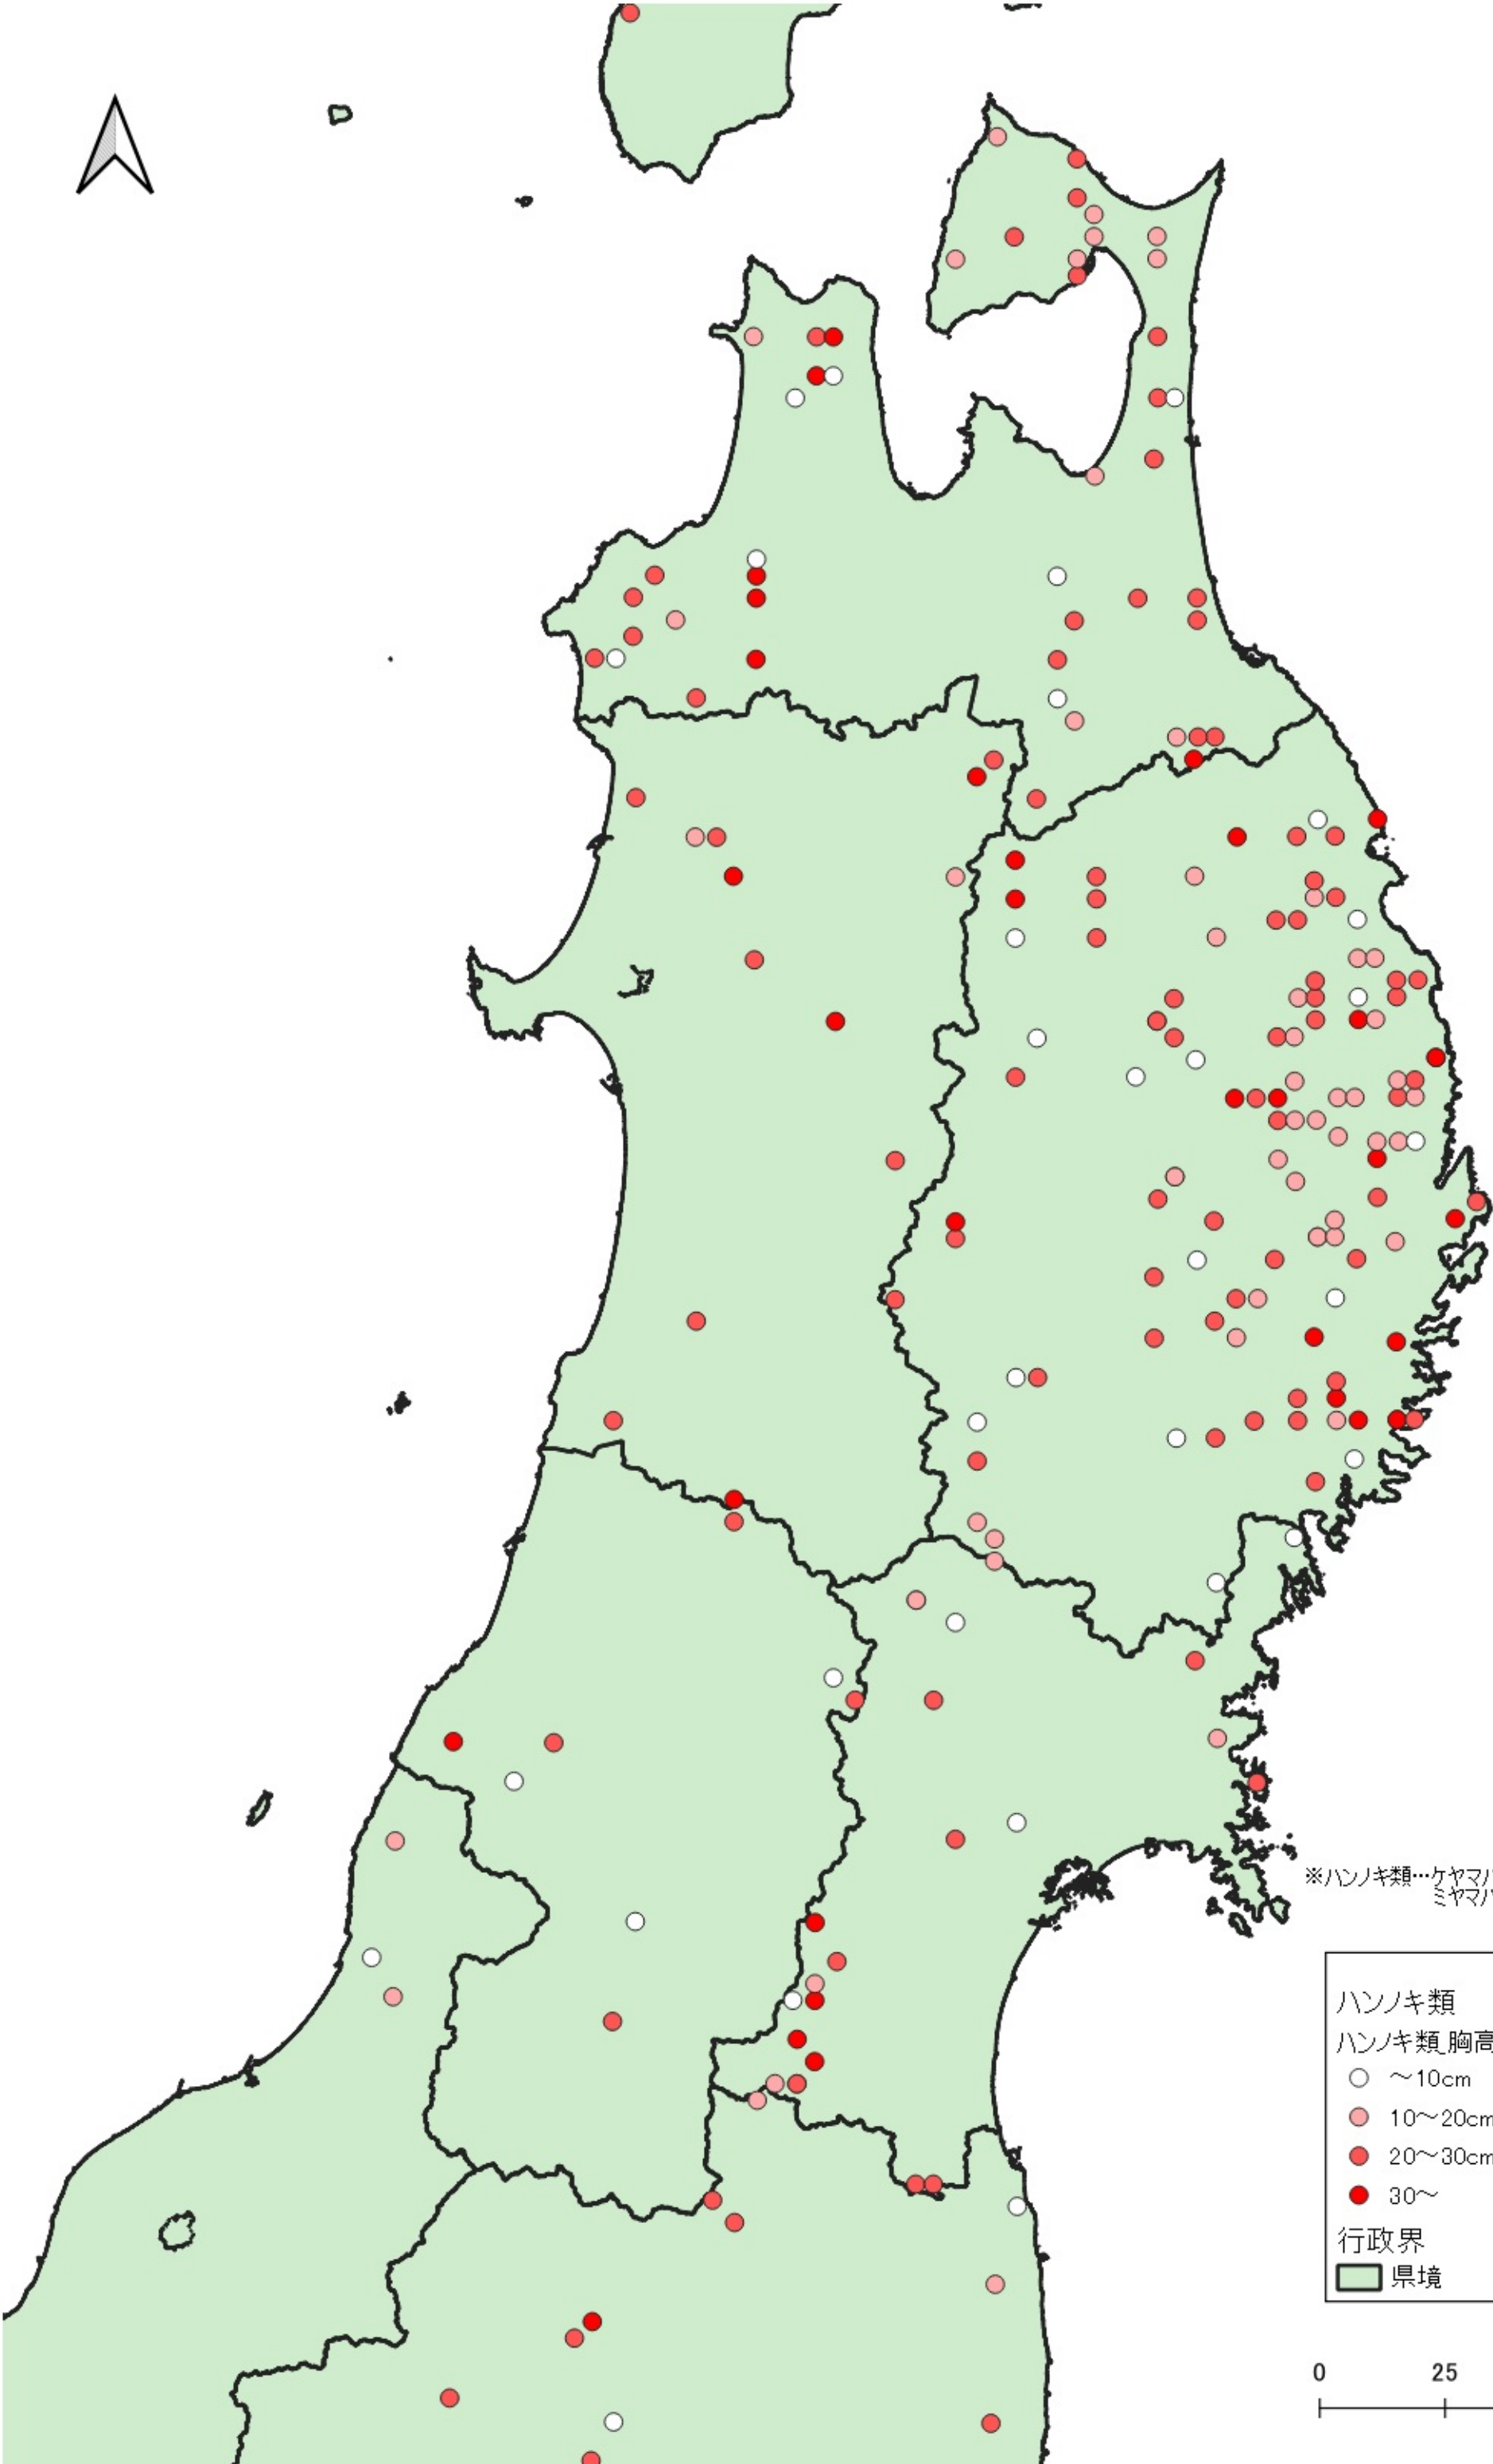 ※ハンノキ類…ケヤマハ
ミヤマハ
ハンノキ類
ハンノキ類_胸高
～10cm
10～20cm
20～30cm
30～
行政界
県境
0 25